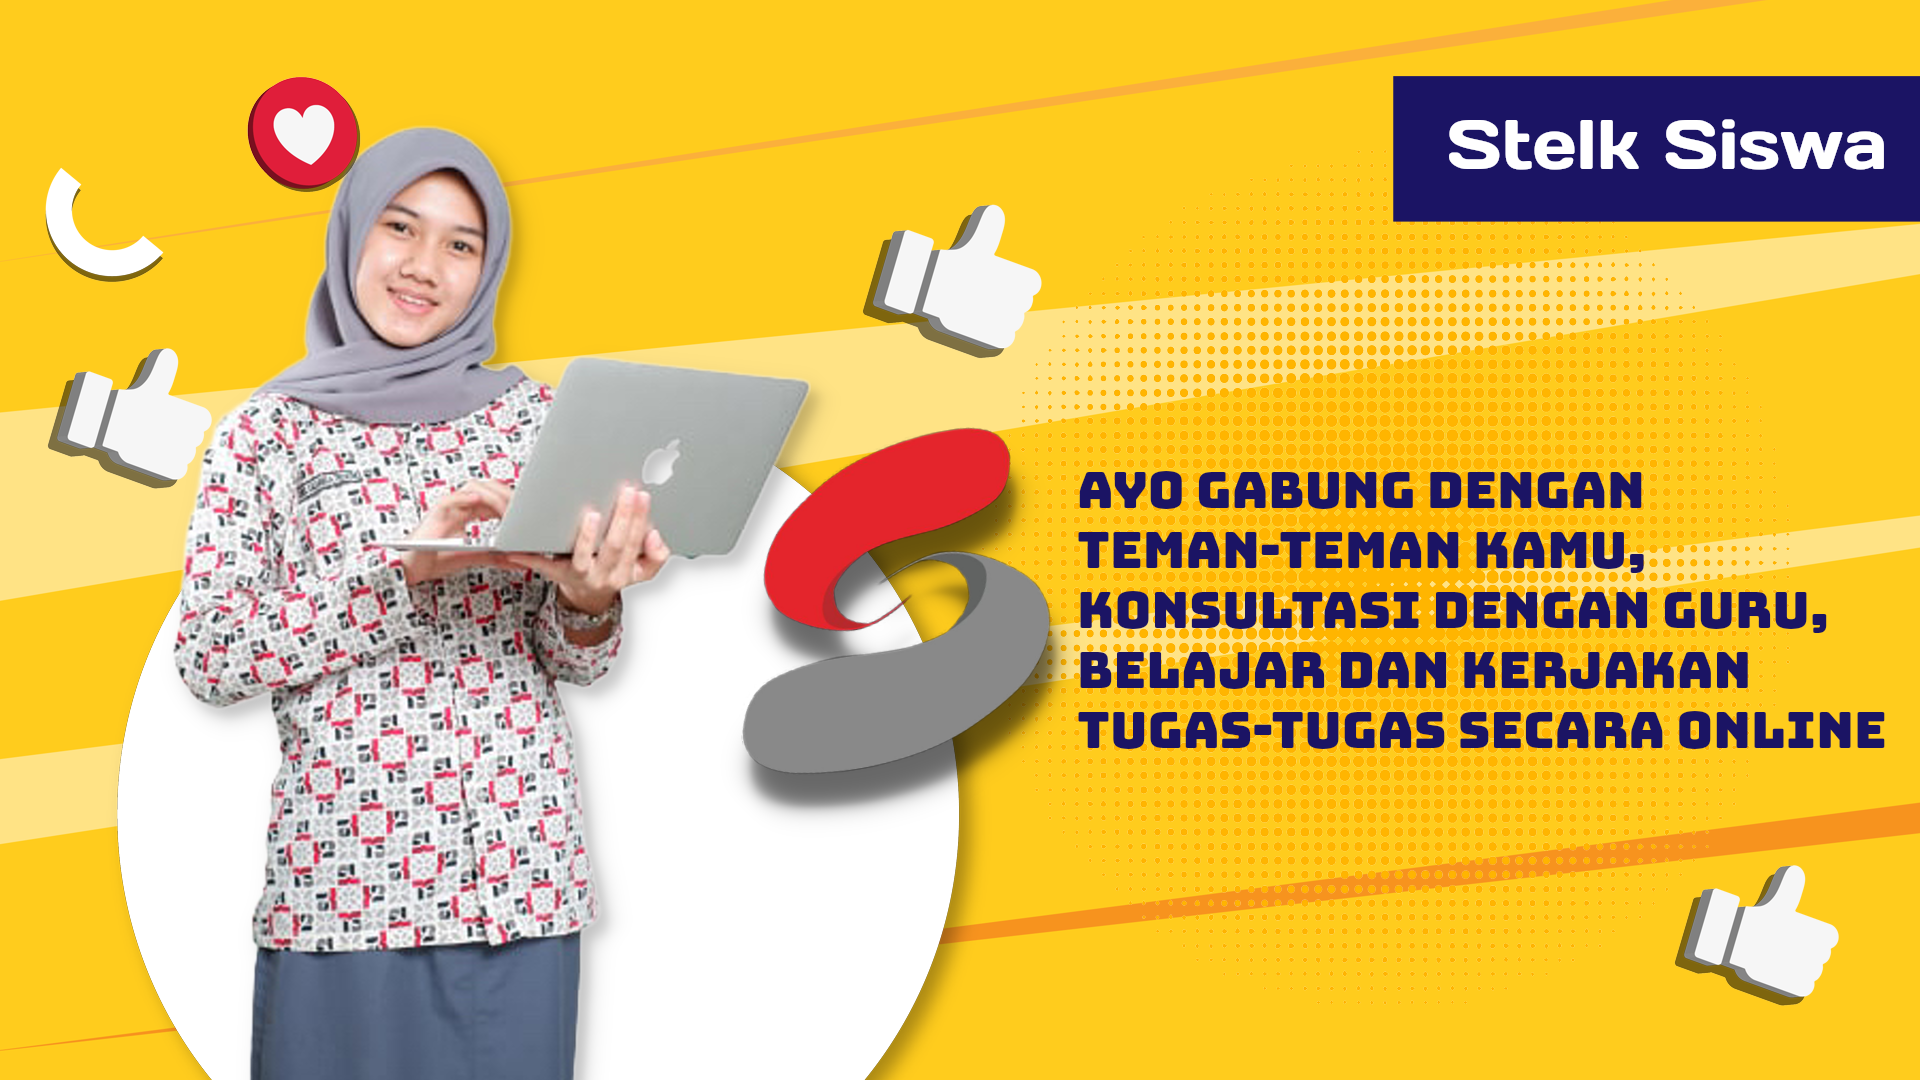 Stelk Siswa
AYO GABUNG DENGAN
TEMAN-TEMAN KAMU,
KONSULTASI DENGAN GURU,
BELAJAR DAN KERJAKAN
TUGAS-TUGAS SECARA ONLINE